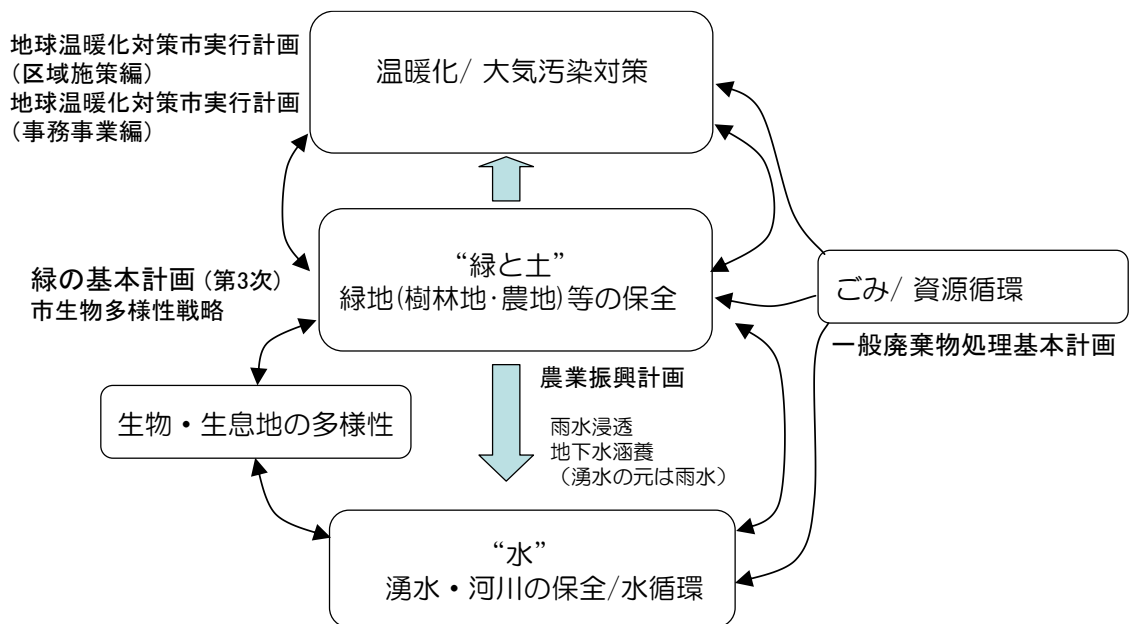 地球温暖化対策市実行計画
（区域施策編）
地球温暖化対策市実行計画
（事務事業編）
温暖化/ 大気汚染対策
“緑と土”
緑地(樹林地･農地)等の保全
緑の基本計画 (第3次)
市生物多様性戦略
ごみ/ 資源循環
一般廃棄物処理基本計画
農業振興計画
生物・生息地の多様性
雨水浸透
地下水涵養
（湧水の元は雨水）
“水”
湧水・河川の保全/水循環